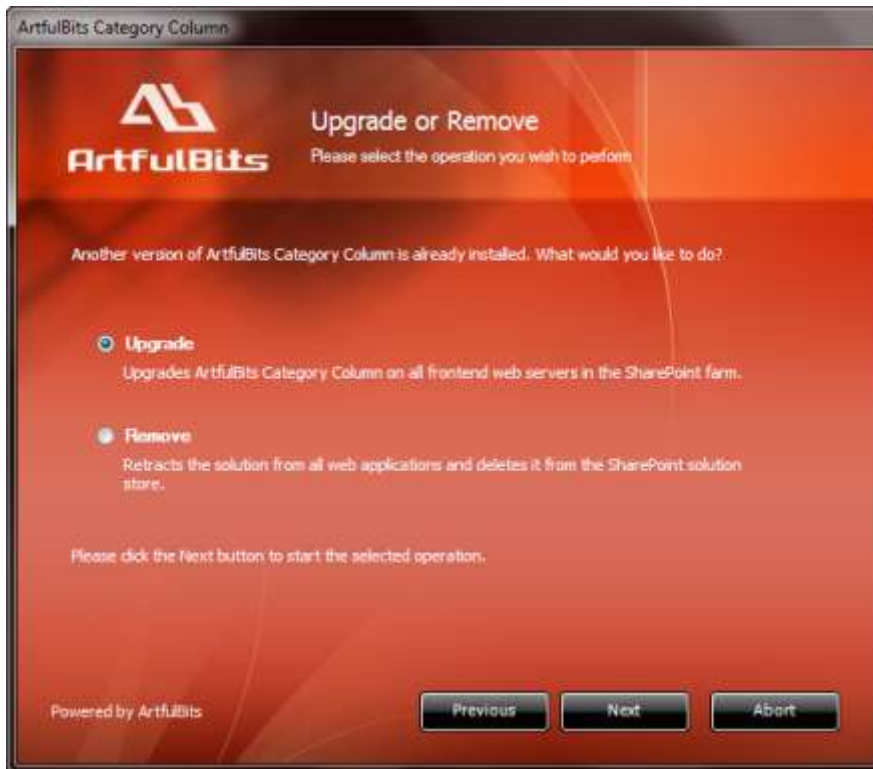 ArtfulBits Category Column
ArtfulBits
Upgrade or Remove
Please select the operation you wish to perform
Another version of ArtfulBits Category Column is already installed. What would you like to do?
Upgrade
Upgrades ArtfulBits Category Column on all frontend web servers in the SharePoint farm.
Remove
Retracts the solution from all web applications and deletes it from the SharePoint solution
store.
Please click the Next button to start the selected operation.
Powered by ArtfulBits
Previous
Next
Abort